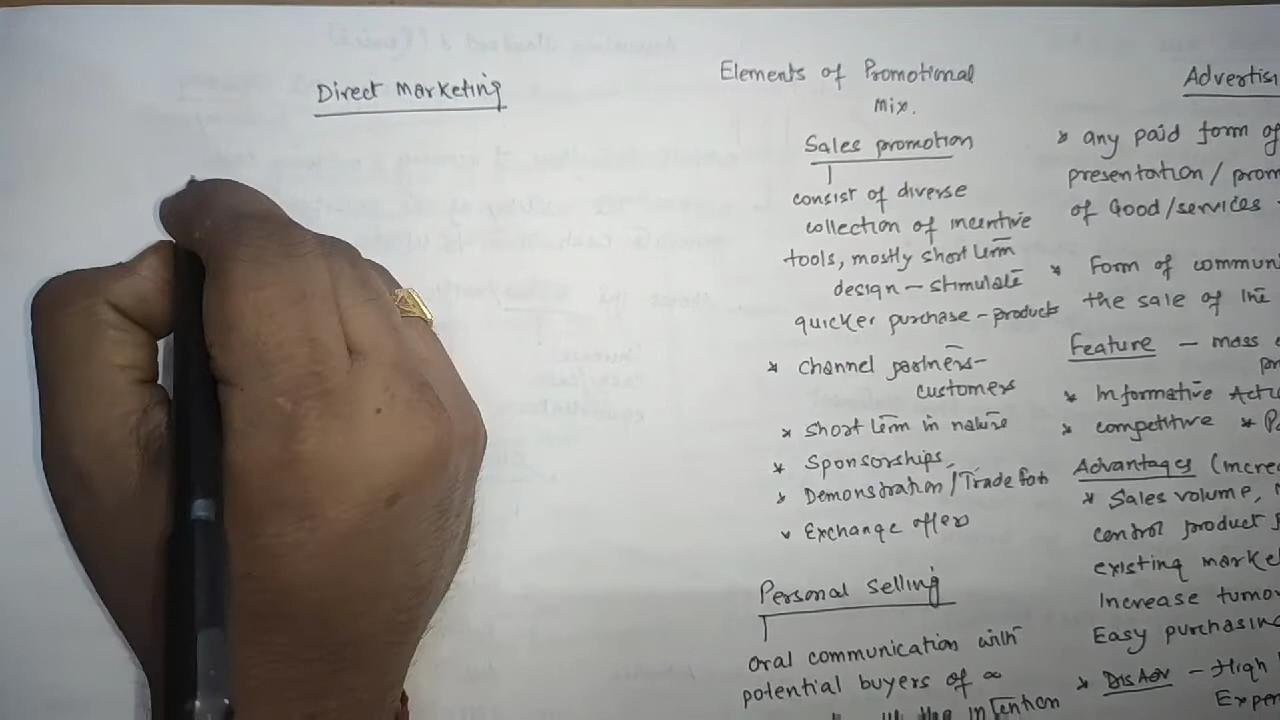 Direct Marketing
Elements of Promotional
Mix.
Sales promotion
consist of diverse
collection of incentive
tools, mostly short term
design - stimulate
quicker purchase - products
* channel partners-
customers
* short term in nature
* Sponsorships,
* Demonstration/Trade fair
* Exchange offers
Personal selling
oral communication with
potential buyers of
intention
Advertisi
* any paid form of
presentation/ prom
of Good/services
* Form of commun
the sale of the
Feature - mass
* Informative
* competitive *
Advantages (Incre
* Sales volume,
control product
existing marke
Increase turno
Easy purchasin
* DisAdv - High
Exper